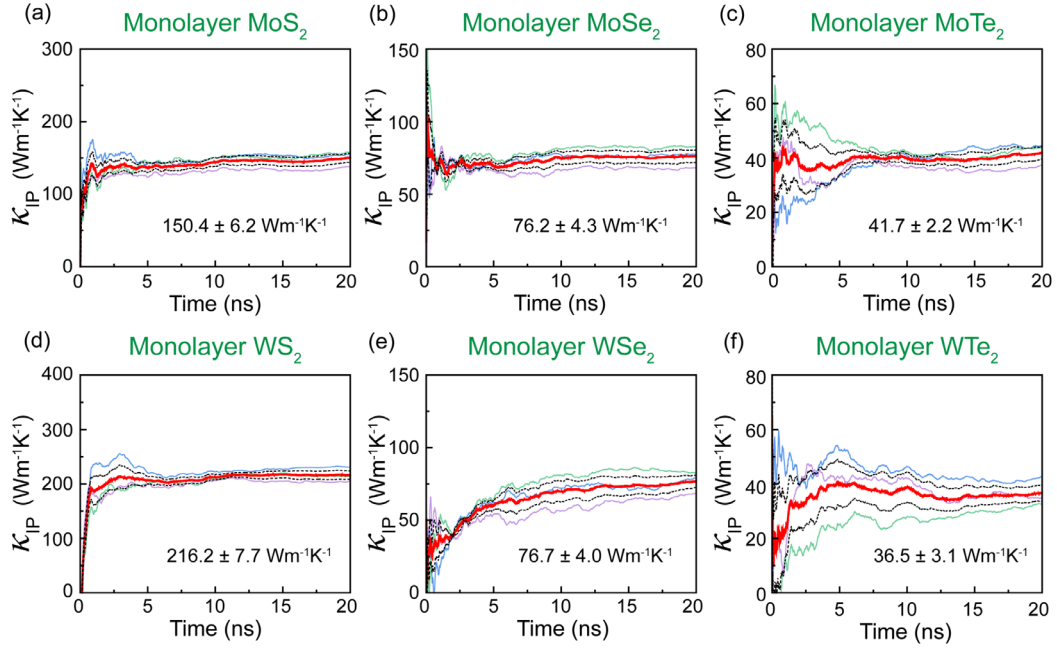 (a) Monolayer MoS₂
κIP (Wm⁻¹K⁻¹)
300
200
100
0
150.4 ± 6.2 Wm⁻¹K⁻¹
0 5 10 15 20
Time (ns)
(b) Monolayer MoSe₂
κIP (Wm⁻¹K⁻¹)
150
100
50
0
76.2 ± 4.3 Wm⁻¹K⁻¹
0 5 10 15 20
Time (ns)
(c) Monolayer MoTe₂
κIP (Wm⁻¹K⁻¹)
80
60
40
20
0
41.7 ± 2.2 Wm⁻¹K⁻¹
0 5 10 15 20
Time (ns)
(d) Monolayer WS₂
κIP (Wm⁻¹K⁻¹)
400
300
200
100
0
216.2 ± 7.7 Wm⁻¹K⁻¹
0 5 10 15 20
Time (ns)
(e) Monolayer WSe₂
κIP (Wm⁻¹K⁻¹)
150
100
50
0
76.7 ± 4.0 Wm⁻¹K⁻¹
0 5 10 15 20
Time (ns)
(f) Monolayer WTe₂
κIP (Wm⁻¹K⁻¹)
80
60
40
20
0
36.5 ± 3.1 Wm⁻¹K⁻¹
0 5 10 15 20
Time (ns)